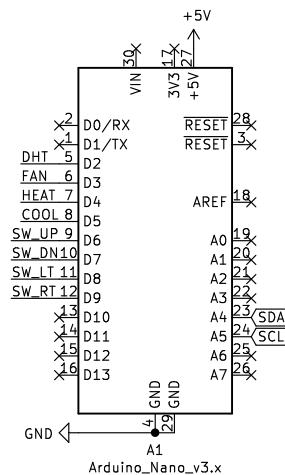 +5V
30 17 27
VIN 3V3 +5V
2 D0/RX RESET 28
1 D1/TX RESET 3
DHT 5 D2
FAN 6 D3
HEAT 7 D4 AREF 18
COOL 8 D5
SW_UP 9 D6 A0 19
SW_DN 10 D7 A1 20
SW_LT 11 D8 A2 21
SW_RT 12 D9 A3 22
13 D10 A4 23 SDA
14 D11 A5 24 SCL
15 D12 A6 25
16 D13 A7 26
GND GND
4 29
GND
A1
Arduino_Nano_v3.x